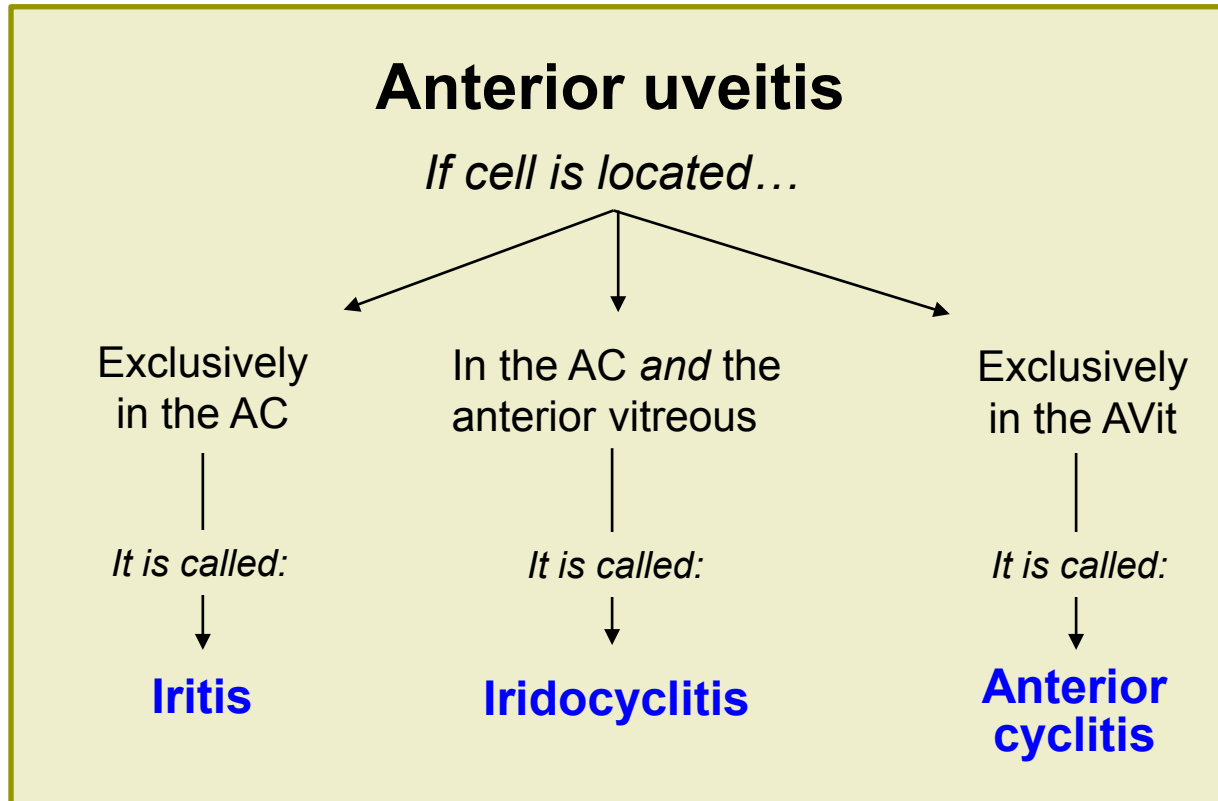 Anterior uveitis
If cell is located…
Exclusively
in the AC
In the AC and the
anterior vitreous
Exclusively
in the AVit
It is called:
It is called:
It is called:
Iritis
Iridocyclitis
Anterior
cyclitis